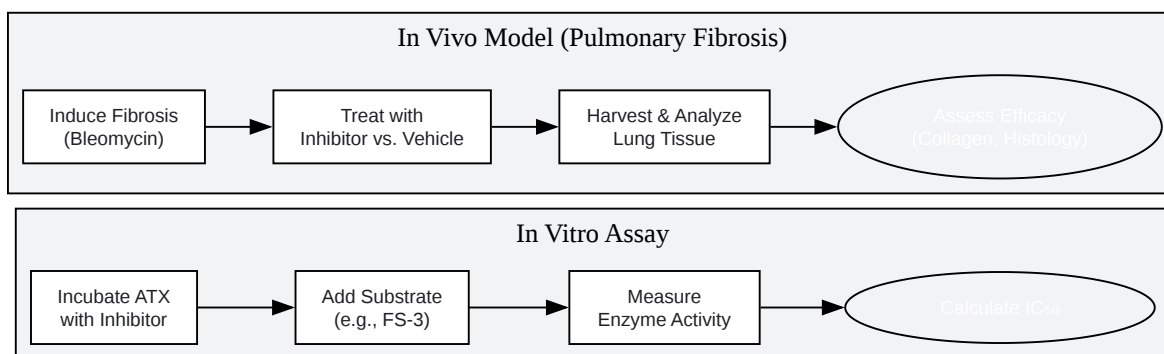 In Vivo Model (Pulmonary Fibrosis)
Induce Fibrosis
(Bleomycin)
Treat with
Inhibitor vs. Vehicle
Harvest & Analyze
Lung Tissue
Assess Efficacy
(Collagen, Histology)
In Vitro Assay
Incubate ATX
with Inhibitor
Add Substrate
(e.g., FS-3)
Measure
Enzyme Activity
Calculate IC₅₀